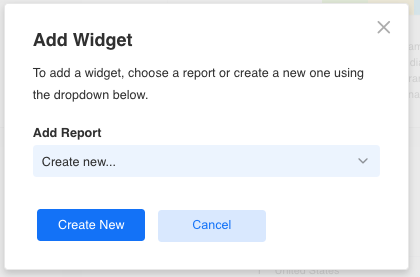 Add Widget
To add a widget, choose a report or create a new one using
the dropdown below.
Add Report
Create new...
Create New
Cancel